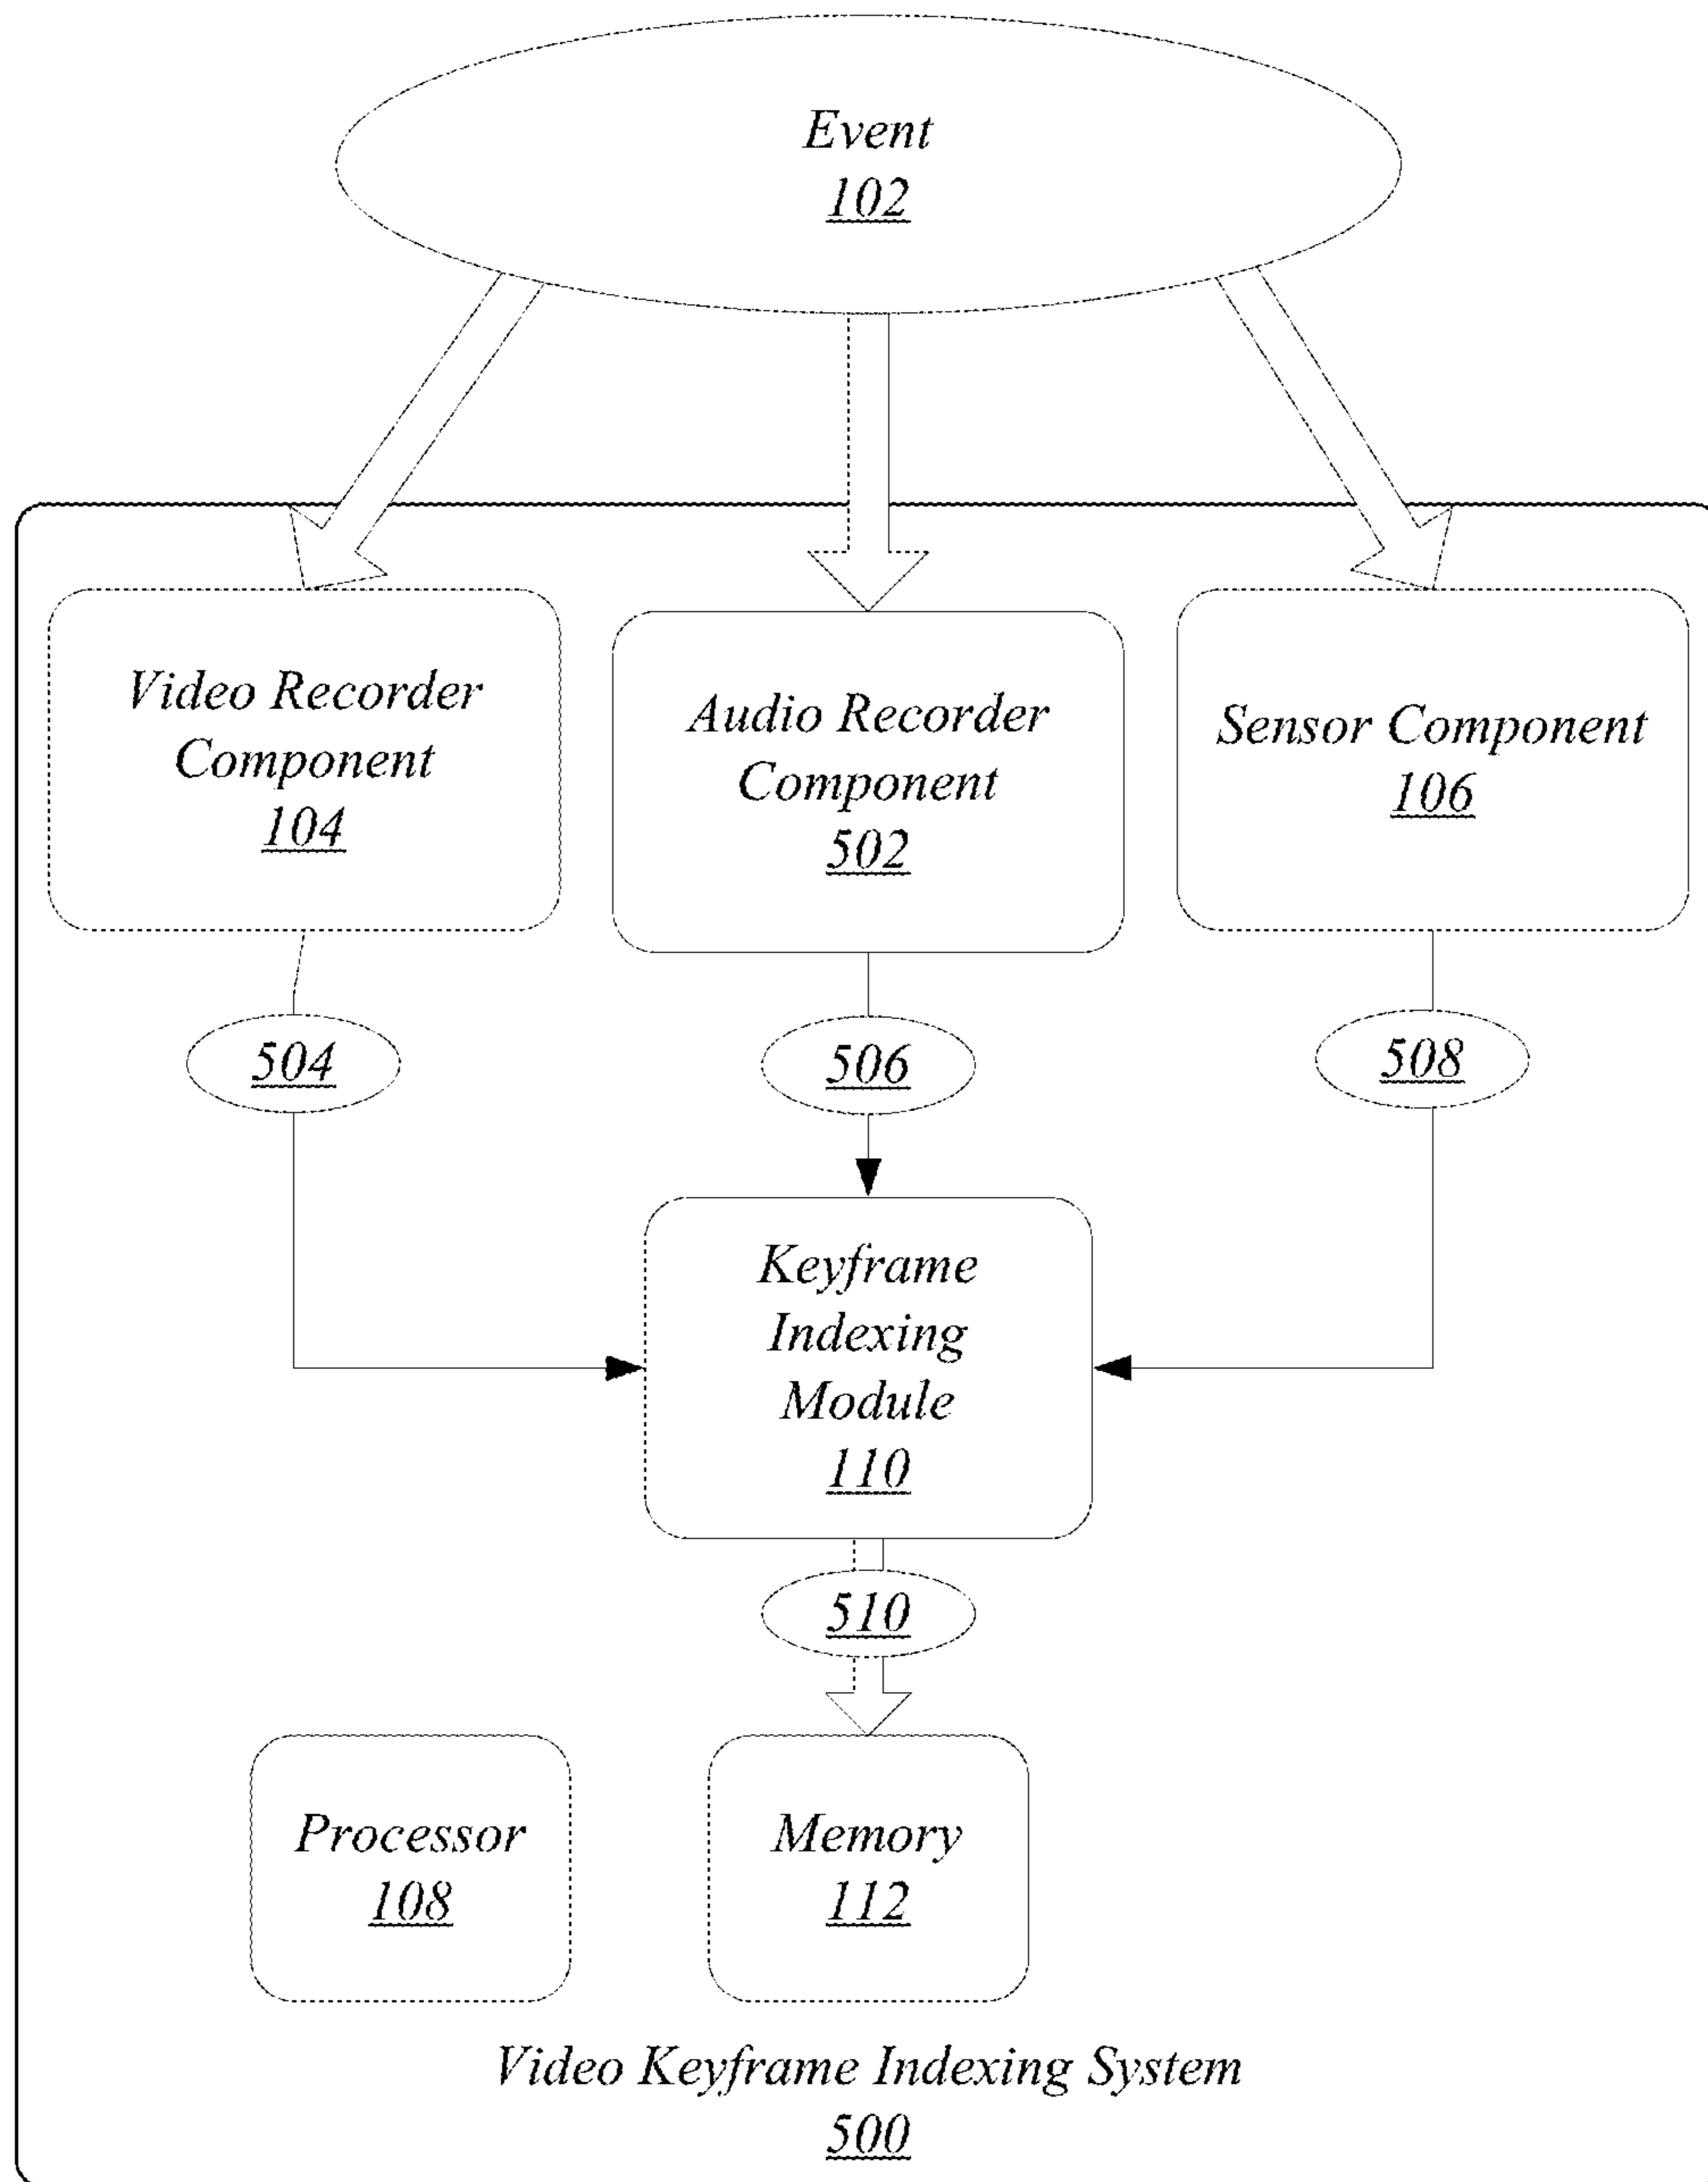 Event
102
Video Recorder
Component
104
Audio Recorder
Component
502
Sensor Component
106
504
506
508
Keyframe
Indexing
Module
110
510
Processor
108
Memory
112
Video Keyframe Indexing System
500